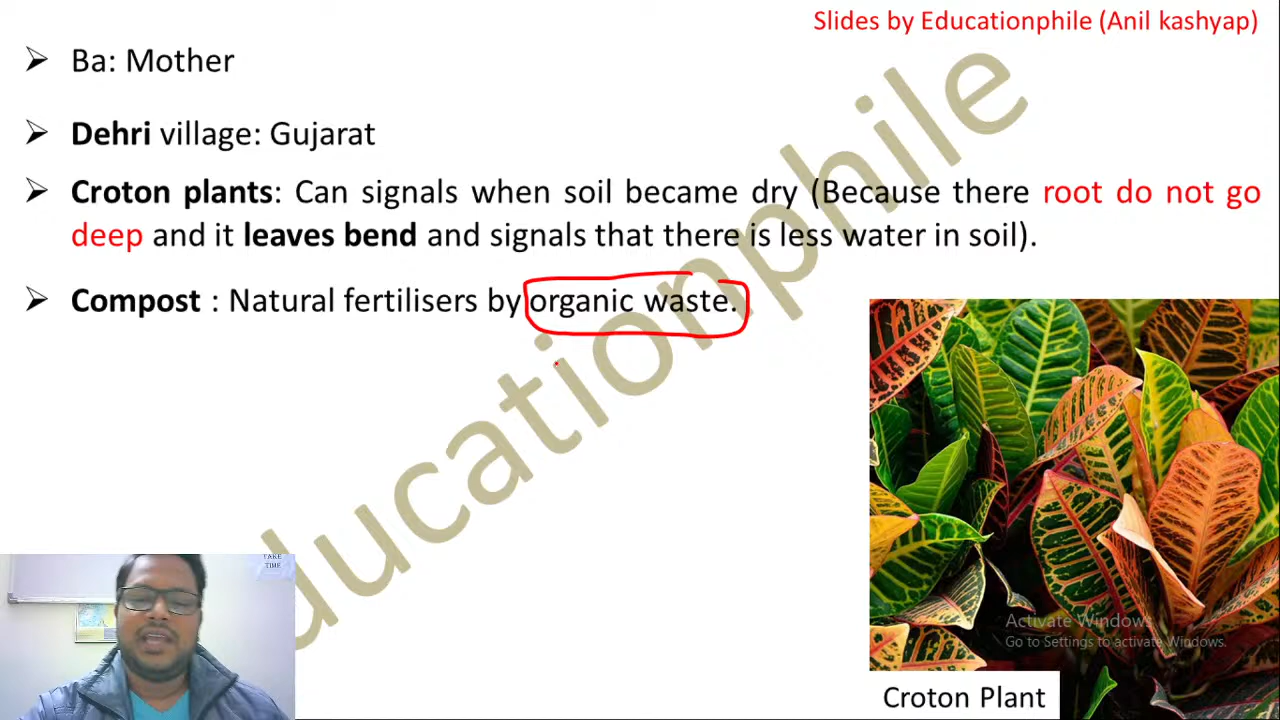 Slides by Educationphile (Anil kashyap)
➢ Ba: Mother
➢ Dehri village: Gujarat
➢ Croton plants: Can signals when soil became dry (Because there root do not go
deep and it leaves bend and signals that there is less water in soil).
➢ Compost : Natural fertilisers by organic waste.
Educationphile
TAKE
TIME
Activate Windows
Go to Settings to activate Windows.
Croton Plant